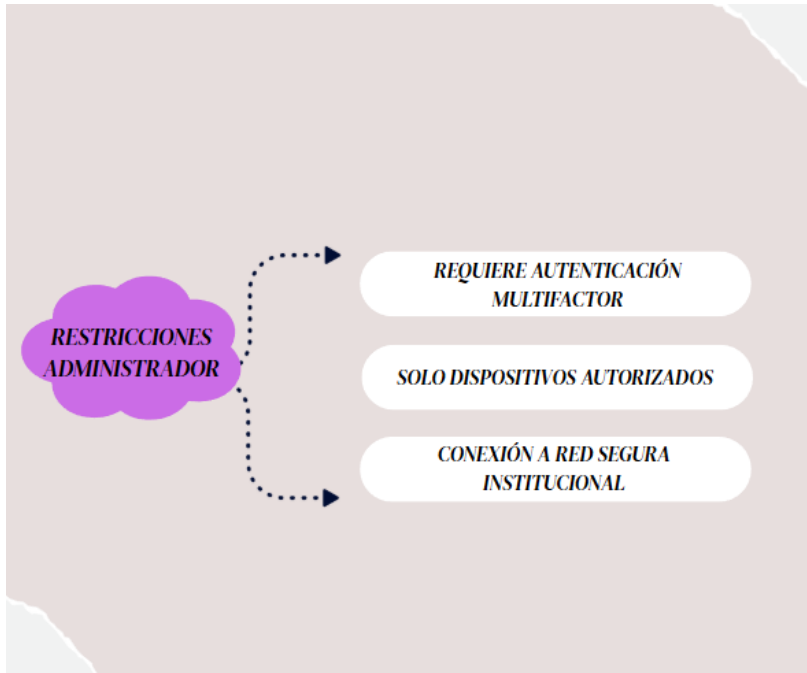 RESTRICCIONES
ADMINISTRADOR
REQUIERE AUTENTICACIÓN
MULTIFACTOR
SOLO DISPOSITIVOS AUTORIZADOS
CONEXIÓN A RED SEGURA
INSTITUCIONAL